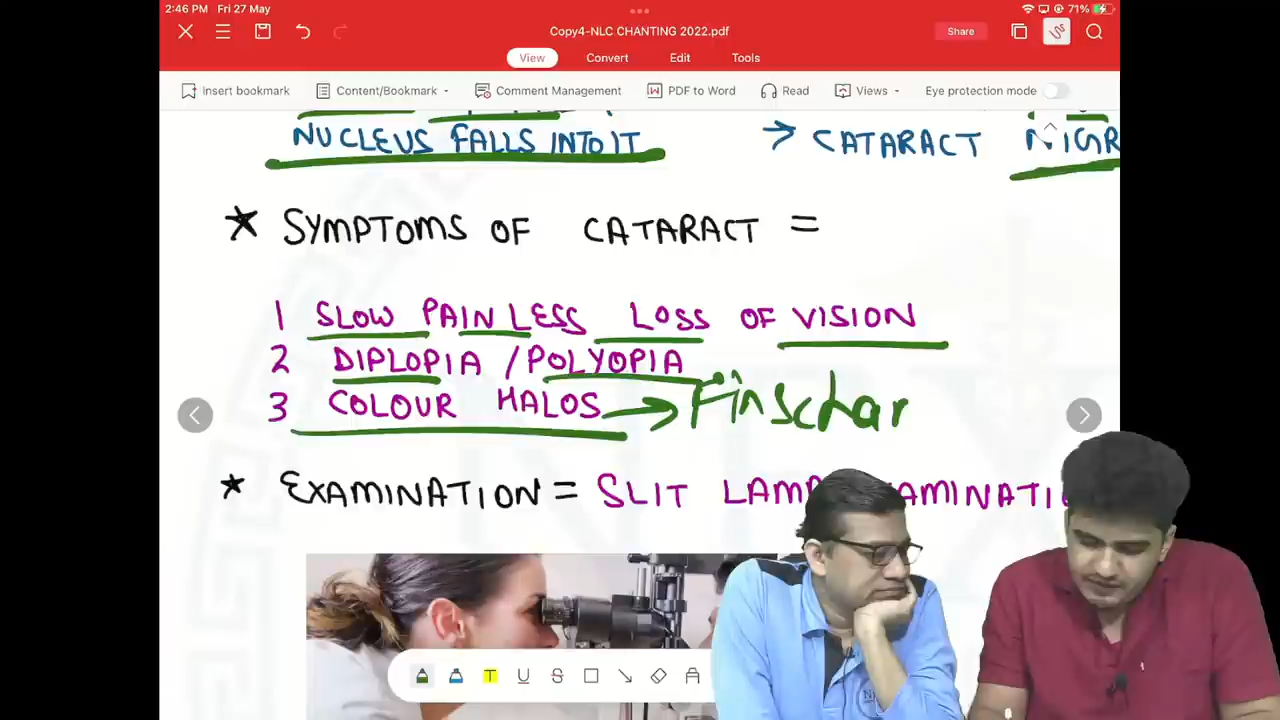 2:46 PM Fri 27 May
71%
Copy4-NLC CHANTING 2022.pdf
Share
View Convert Edit Tools
Insert bookmark Content/Bookmark Comment Management PDF to Word Read Views Eye protection mode
NUCLEUS FALLS INTO IT
→ CATARACT NIGR
* SYMPTOMS OF CATARACT =
1 SLOW PAINLESS LOSS OF VISION
2 DIPLOPIA / POLYOPIA
3 COLOUR HALOS → Finschar
* EXAMINATION = SLIT LAMP EXAMINATIO